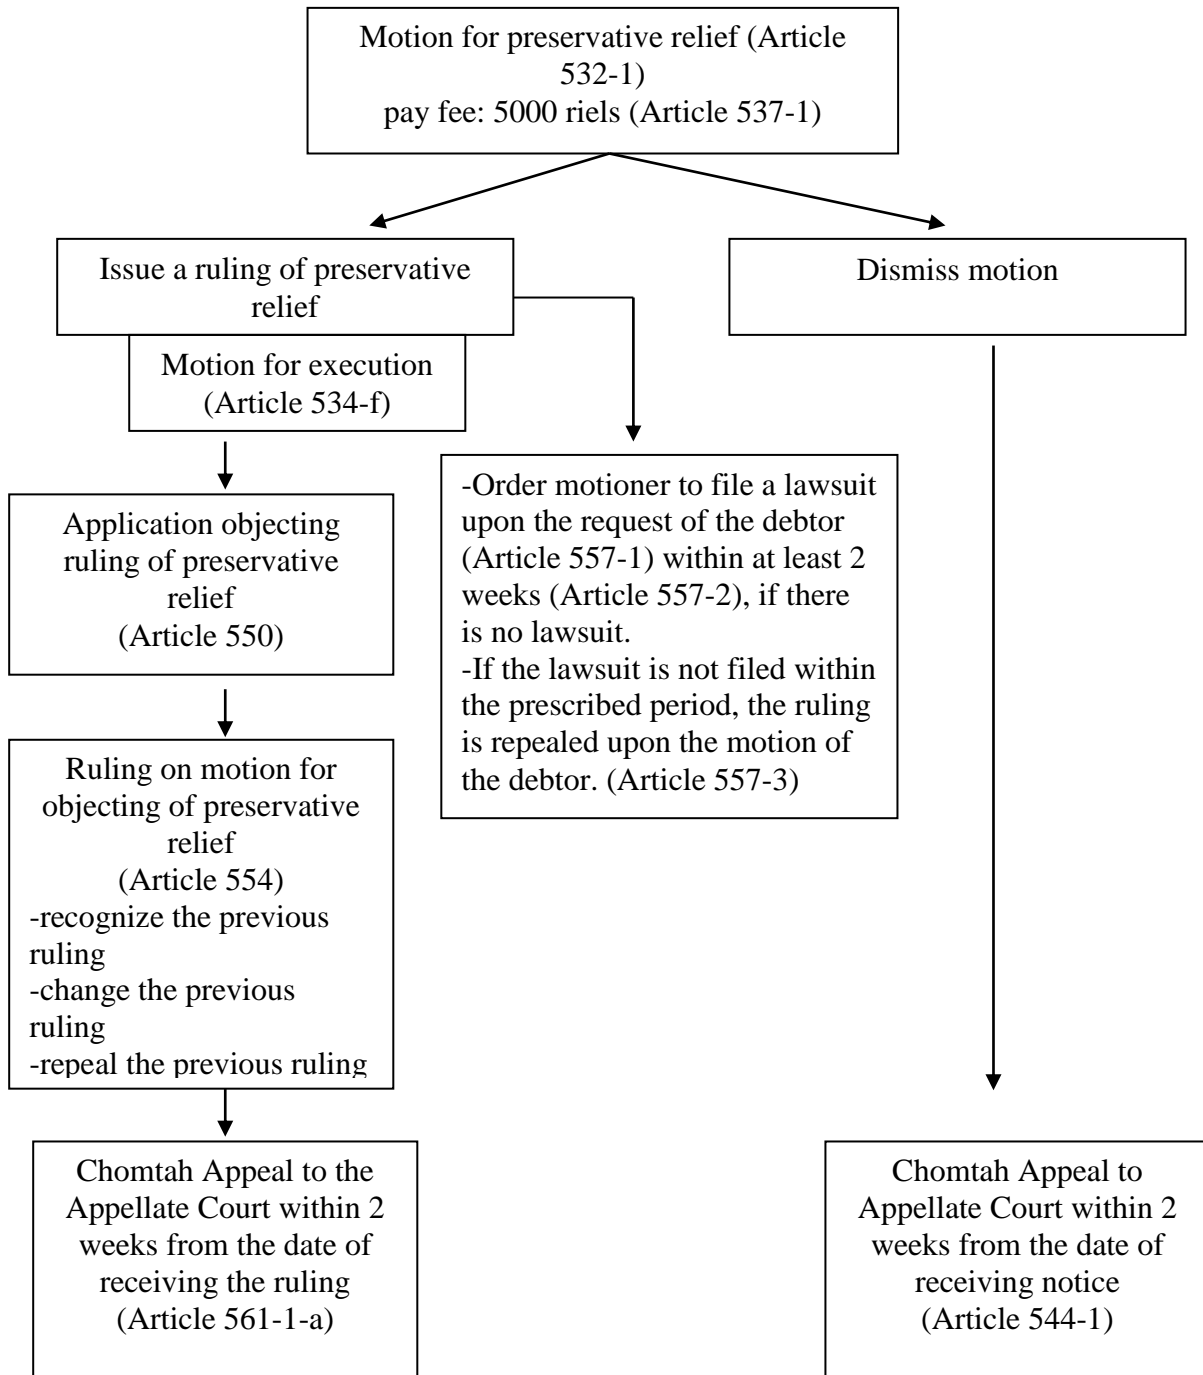 Motion for preservative relief (Article
532-1)
pay fee: 5000 riels (Article 537-1)
Issue a ruling of preservative
relief
Dismiss motion
Motion for execution
(Article 534-f)
Application objecting
ruling of preservative
relief
(Article 550)
-Order motioner to file a lawsuit
upon the request of the debtor
(Article 557-1) within at least 2
weeks (Article 557-2), if there
is no lawsuit.
-If the lawsuit is not filed within
the prescribed period, the ruling
is repealed upon the motion of
the debtor. (Article 557-3)
Ruling on motion for
objecting of preservative
relief
(Article 554)
-recognize the previous
ruling
-change the previous
ruling
-repeal the previous ruling
Chomtah Appeal to the
Appellate Court within 2
weeks from the date of
receiving the ruling
(Article 561-1-a)
Chomtah Appeal to
Appellate Court within 2
weeks from the date of
receiving notice
(Article 544-1)